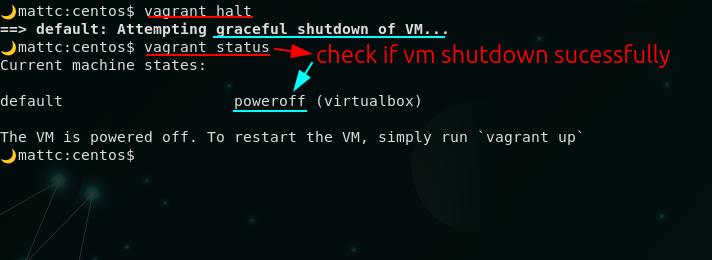 🌙mattc:centos$ vagrant halt
==> default: Attempting graceful shutdown of VM...
🌙mattc:centos$ vagrant status
check if vm shutdown sucessfully
Current machine states:
default                   poweroff (virtualbox)
The VM is powered off. To restart the VM, simply run `vagrant up`
🌙mattc:centos$